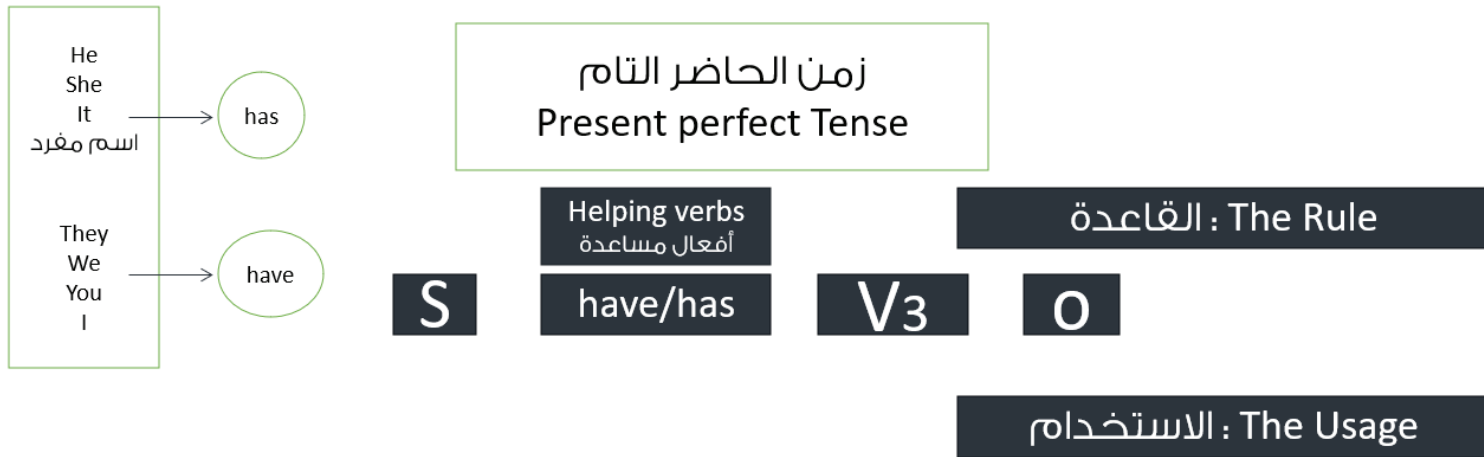 He
She
It
اسم مفرد
has
They
We
You
I
have
زمن الحاضر التام
Present perfect Tense
Helping verbs
أفعال مساعدة
القاعدة : The Rule
S
have/has
V3
o
الاستخدام : The Usage